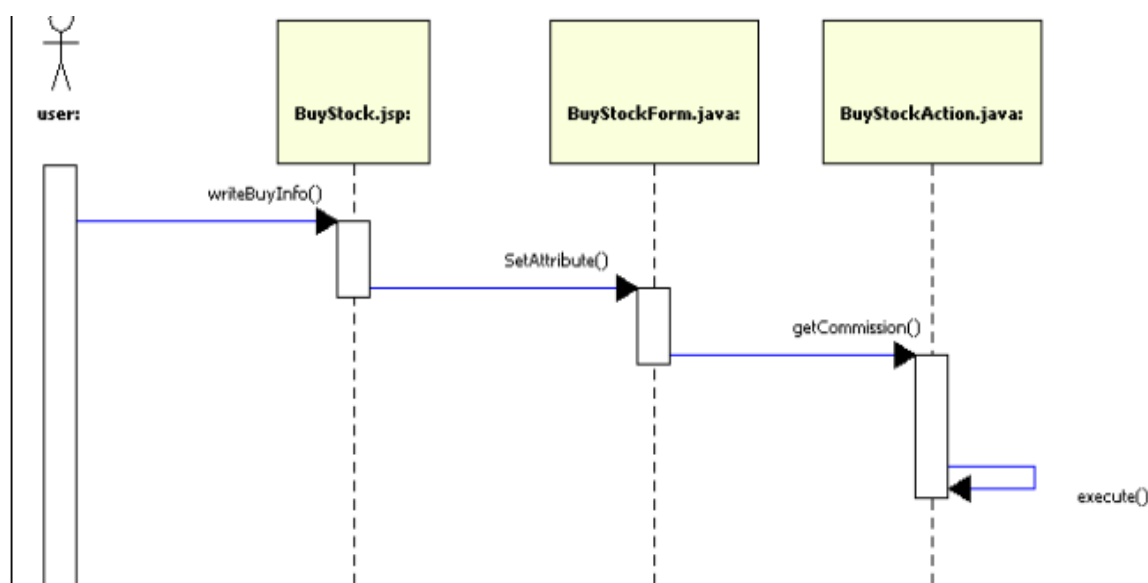 user:
BuyStock.jsp:
BuyStockForm.java:
BuyStockAction.java:
writeBuyInfo()
SetAttribute()
getCommission()
execute()